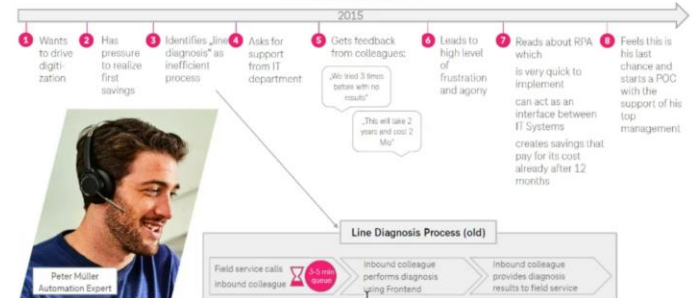 2015
1 Wants
to drive
digiti-
zation
2 Has
pressure
to realize
first
savings
3 Identifies „line
diagnosis" as
inefficient
process
4 Asks for
support
from IT
department
5 Gets feedback
from colleagues:
„We tried 3 times
before with no
results"
„This will take 2
years and cost 2
Mio"
6 Leads to
high level
of
frustration
and agony
7 Reads about RPA
which
is very quick to
implement
can act as an
interface between
IT Systems
creates savings that
pay for its cost
already after 12
months
8 Feels this is
his last
chance and
starts a POC
with the
support of his
top
management
Peter Müller
Automation Expert
Line Diagnosis Process (old)
Field service calls
inbound colleague
3-5 min
queue
Inbound colleague
performs diagnosis
using Frontend
Inbound colleague
provides diagnosis
results to field service